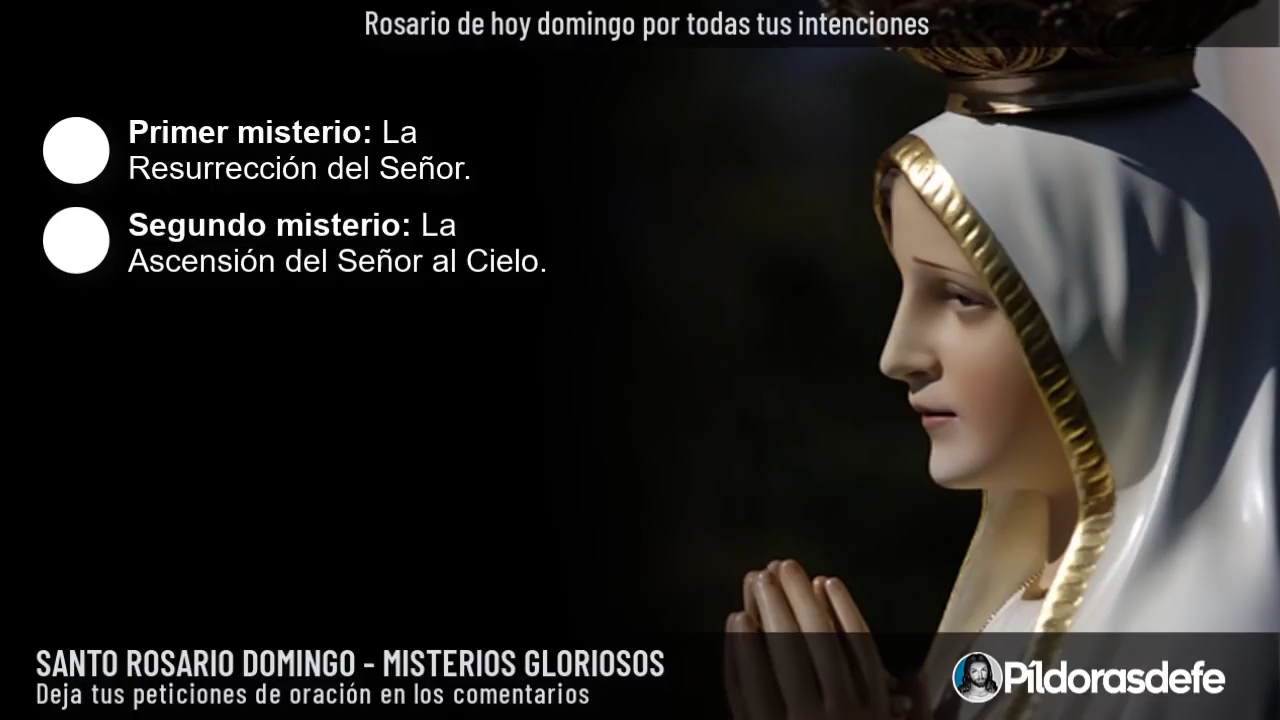 Rosario de hoy domingo por todas tus intenciones
Primer misterio: La
Resurrección del Señor.
Segundo misterio: La
Ascensión del Señor al Cielo.
SANTO ROSARIO DOMINGO - MISTERIOS GLORIOSOS
Deja tus peticiones de oración en los comentarios
Píldorasdefe